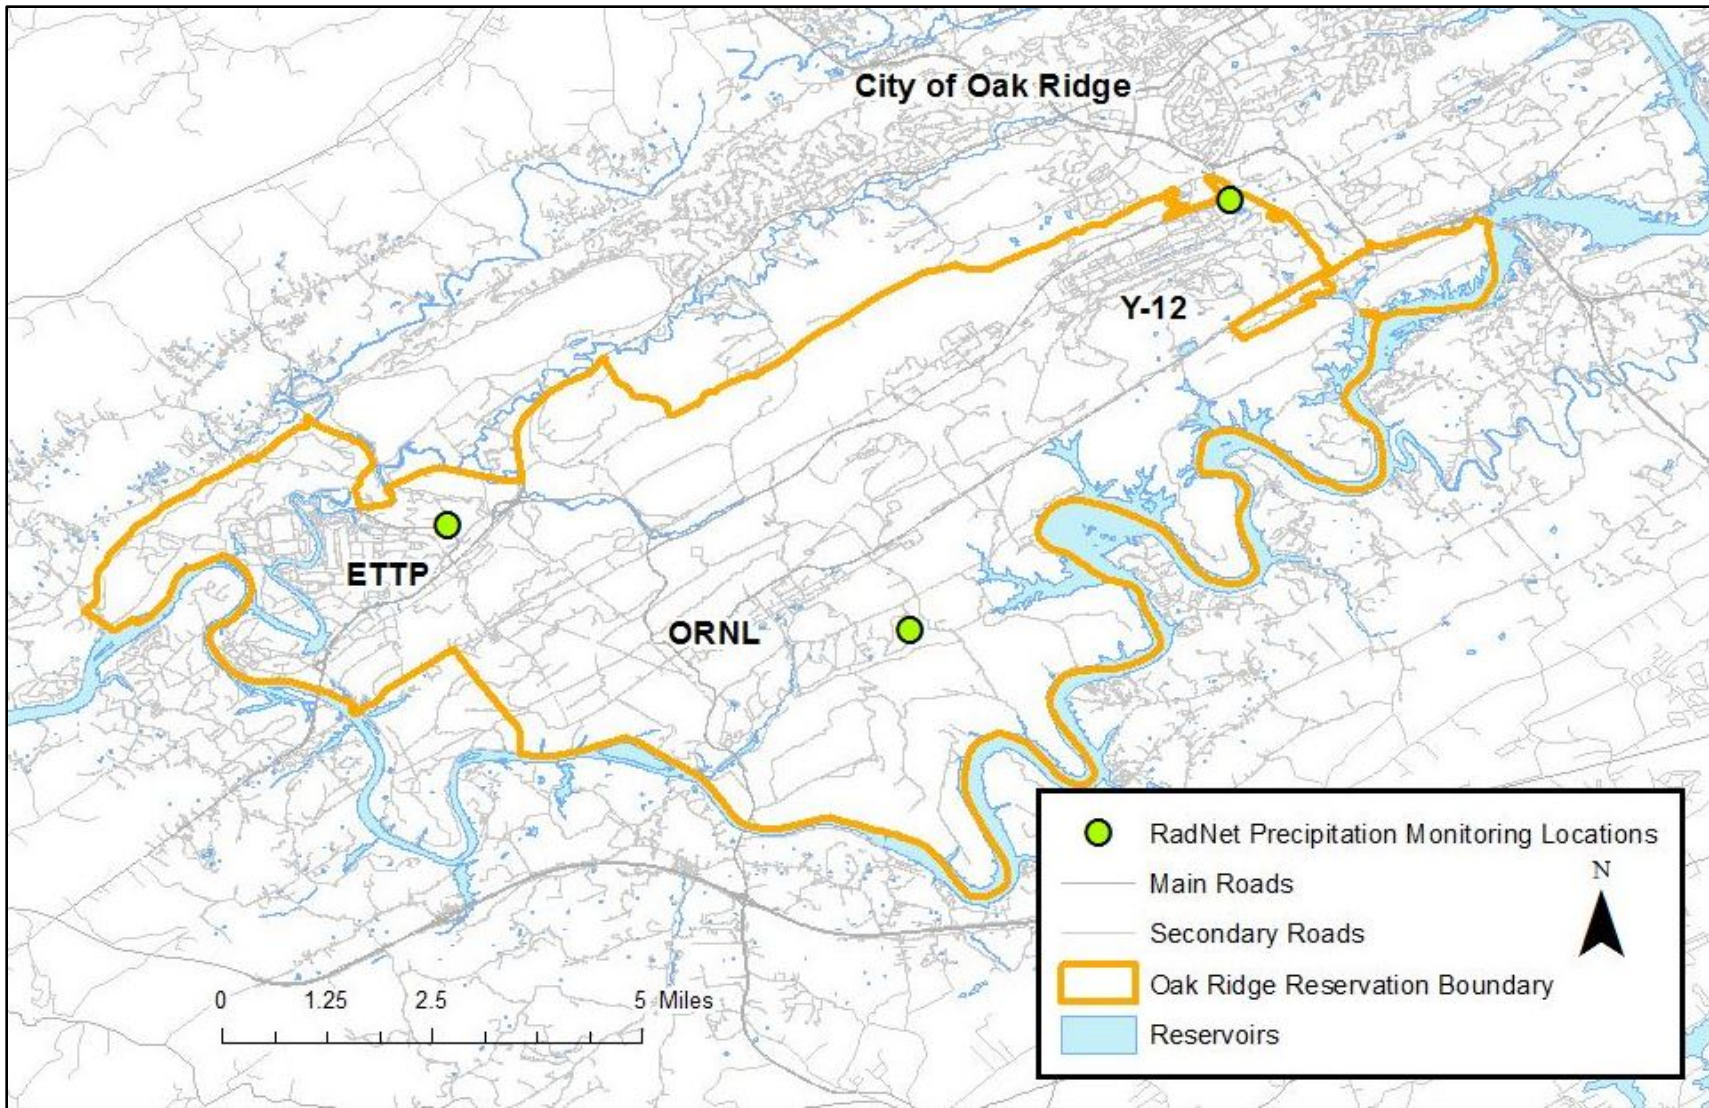 City of Oak Ridge
Y-12
ETTP
ORNL
RadNet Precipitation Monitoring Locations
Main Roads
Secondary Roads
Oak Ridge Reservation Boundary
Reservoirs
N
0 1.25 2.5 5 Miles